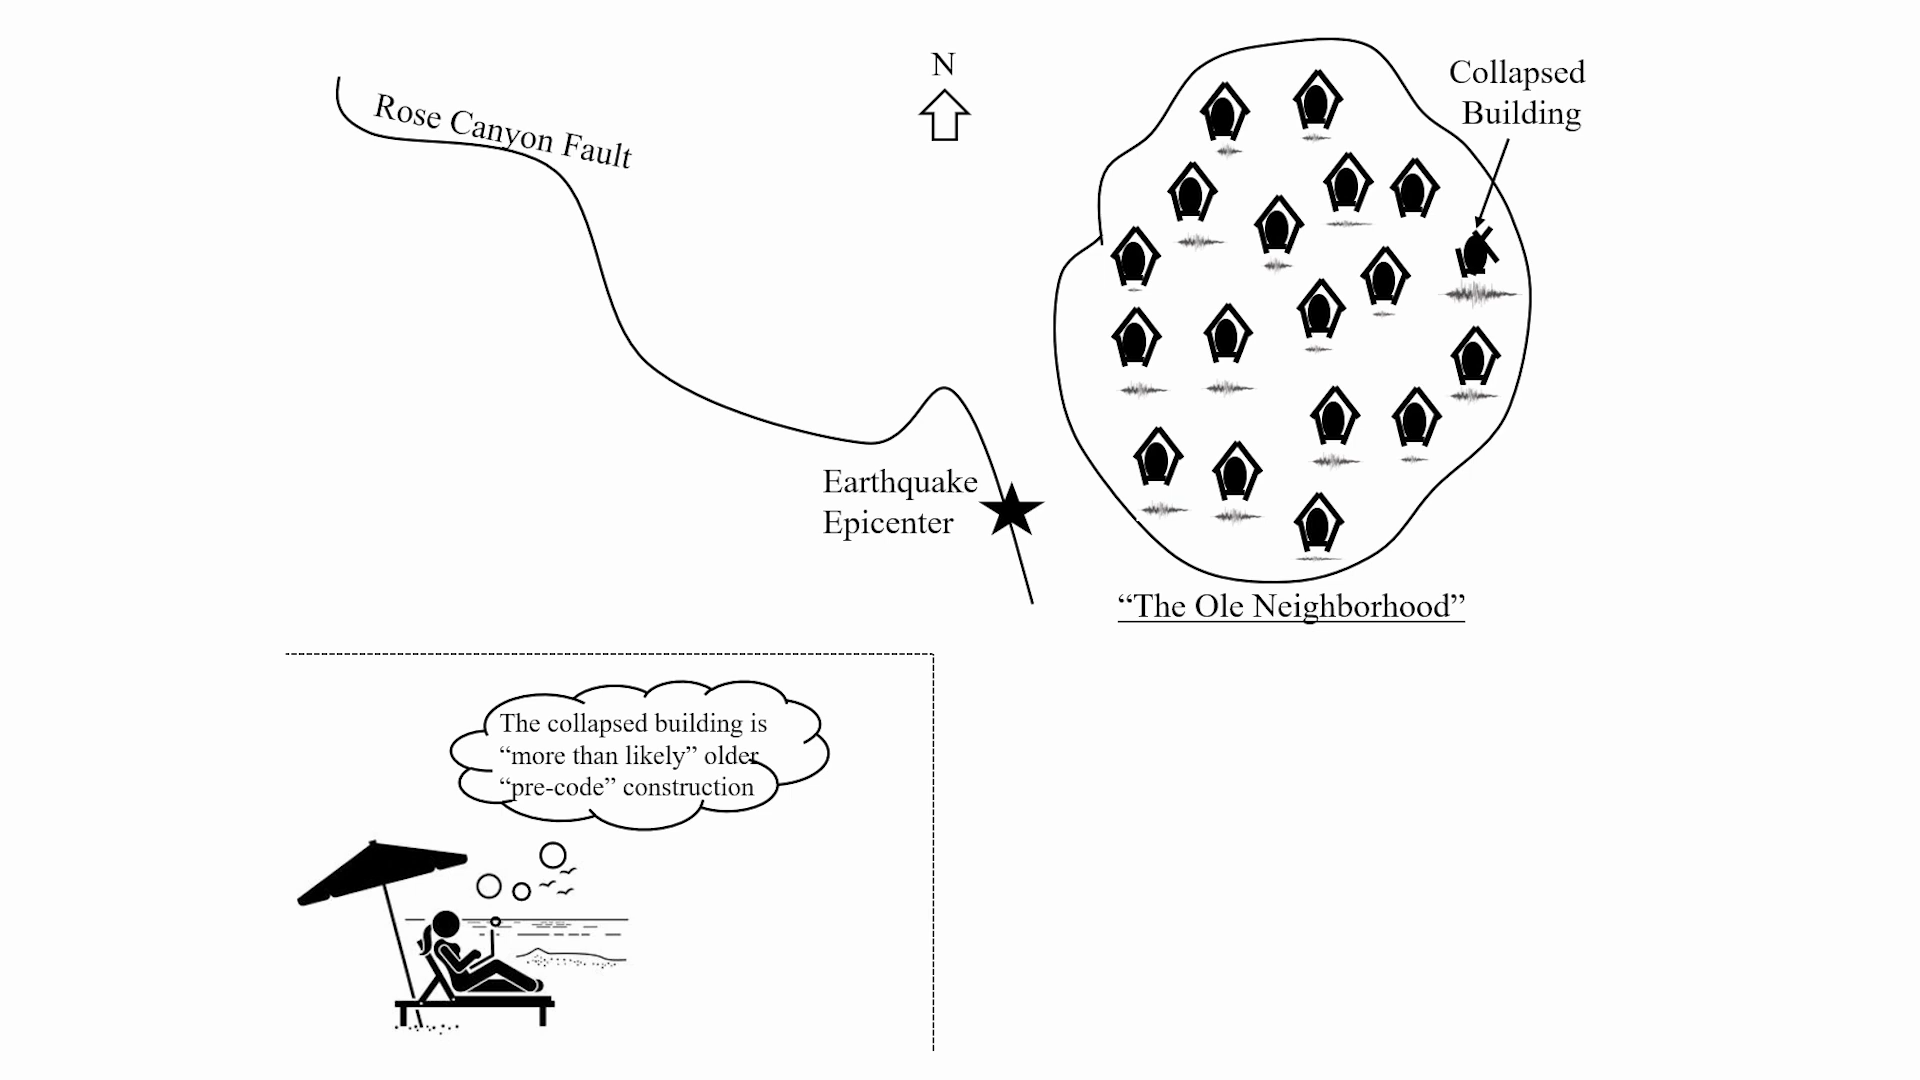 N
Rose Canyon Fault
Collapsed
Building
Earthquake
Epicenter
“The Ole Neighborhood”
The collapsed building is
“more than likely” older
“pre-code” construction